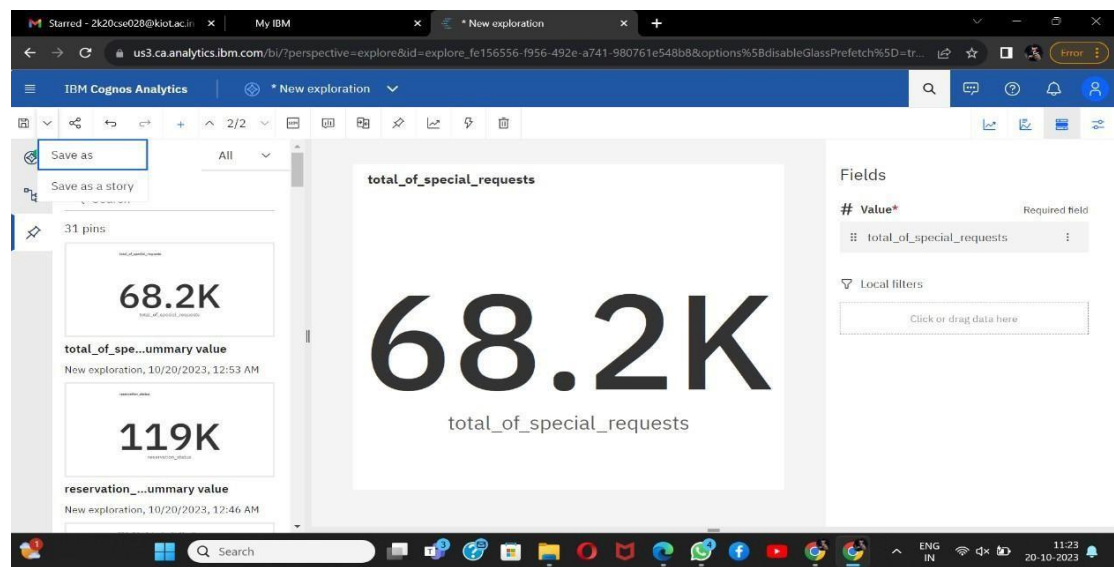 Starred - 2k20cse028@kiot.ac.in
My IBM
* New exploration
us3.ca.analytics.ibm.com/bi/?perspective=explore&id=explore_fe156556-f956-492e-a741-980761e548b8&options%5BdisableGlassPrefetch%5D=tr...
Error
IBM Cognos Analytics
* New exploration
2/2
Save as
All
Save as a story
31 pins
total_of_special_requests
68.2K
total_of_special_requests
total_of_spe...ummary value
New exploration, 10/20/2023, 12:53 AM
reservation_status
119K
reservation_status
reservation_...ummary value
New exploration, 10/20/2023, 12:46 AM
total_of_special_requests
68.2K
total_of_special_requests
Fields
# Value*
Required field
total_of_special_requests
Local filters
Click or drag data here
Search
ENG
IN
11:23
20-10-2023